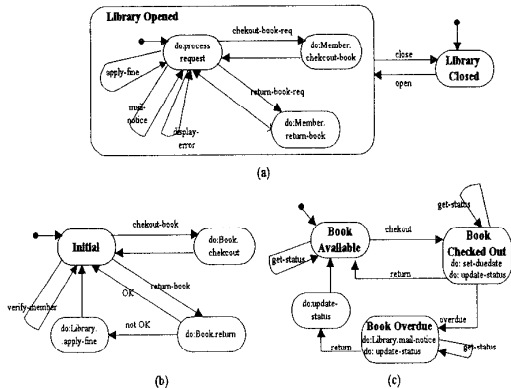 Library Opened
do:process
request
chekout-book-req
do:Member.
chekcout-book
apply-fine
mail-
notice
display-
error
return-book-req
do:Member.
return-book
close
open
Library
Closed
(a)
Initial
chekout-book
do:Book.
chekcout
OK
return-book
verify-member
not OK
do:Library
.apply-fine
do:Book.return
(b)
get-status
Book
Available
chekout
Book
Checked Out
do: set-duedate
do: update-status
get-status
return
do:update-
status
overdue
Book Overdue
do:Library.mail-notice
do: update-status
return
get-status
(c)